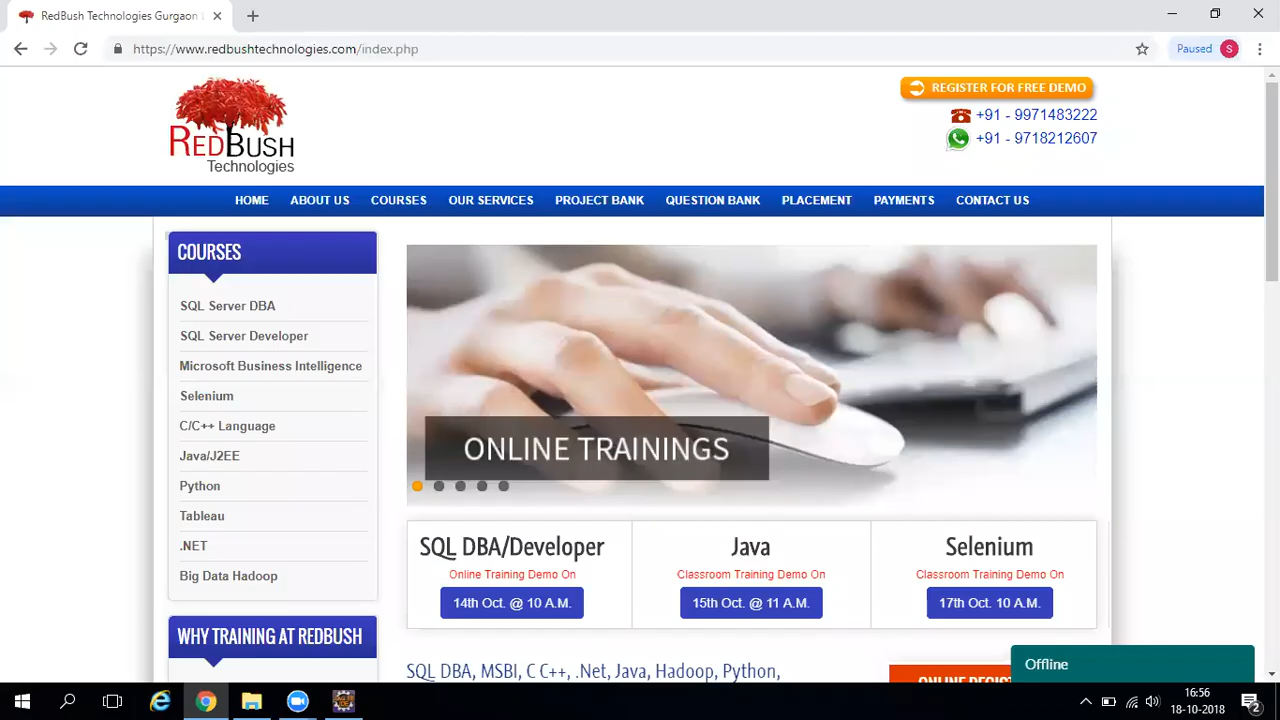 RedBush Technologies Gurgaon
https://www.redbushtechnologies.com/index.php
Paused
S
REDBUSH
Technologies
REGISTER FOR FREE DEMO
+91 - 9971483222
+91 - 9718212607
HOME ABOUT US COURSES OUR SERVICES PROJECT BANK QUESTION BANK PLACEMENT PAYMENTS CONTACT US
COURSES
SQL Server DBA
SQL Server Developer
Microsoft Business Intelligence
Selenium
C/C++ Language
Java/J2EE
Python
Tableau
.NET
Big Data Hadoop
WHY TRAINING AT REDBUSH
ONLINE TRAININGS
SQL DBA/Developer
Online Training Demo On
14th Oct. @ 10 A.M.
Java
Classroom Training Demo On
15th Oct. @ 11 A.M.
Selenium
Classroom Training Demo On
17th Oct. 10 A.M.
SQL DBA, MSBI, C C++, .Net, Java, Hadoop, Python,
ONLINE
Offline
16:56
18-10-2018
2